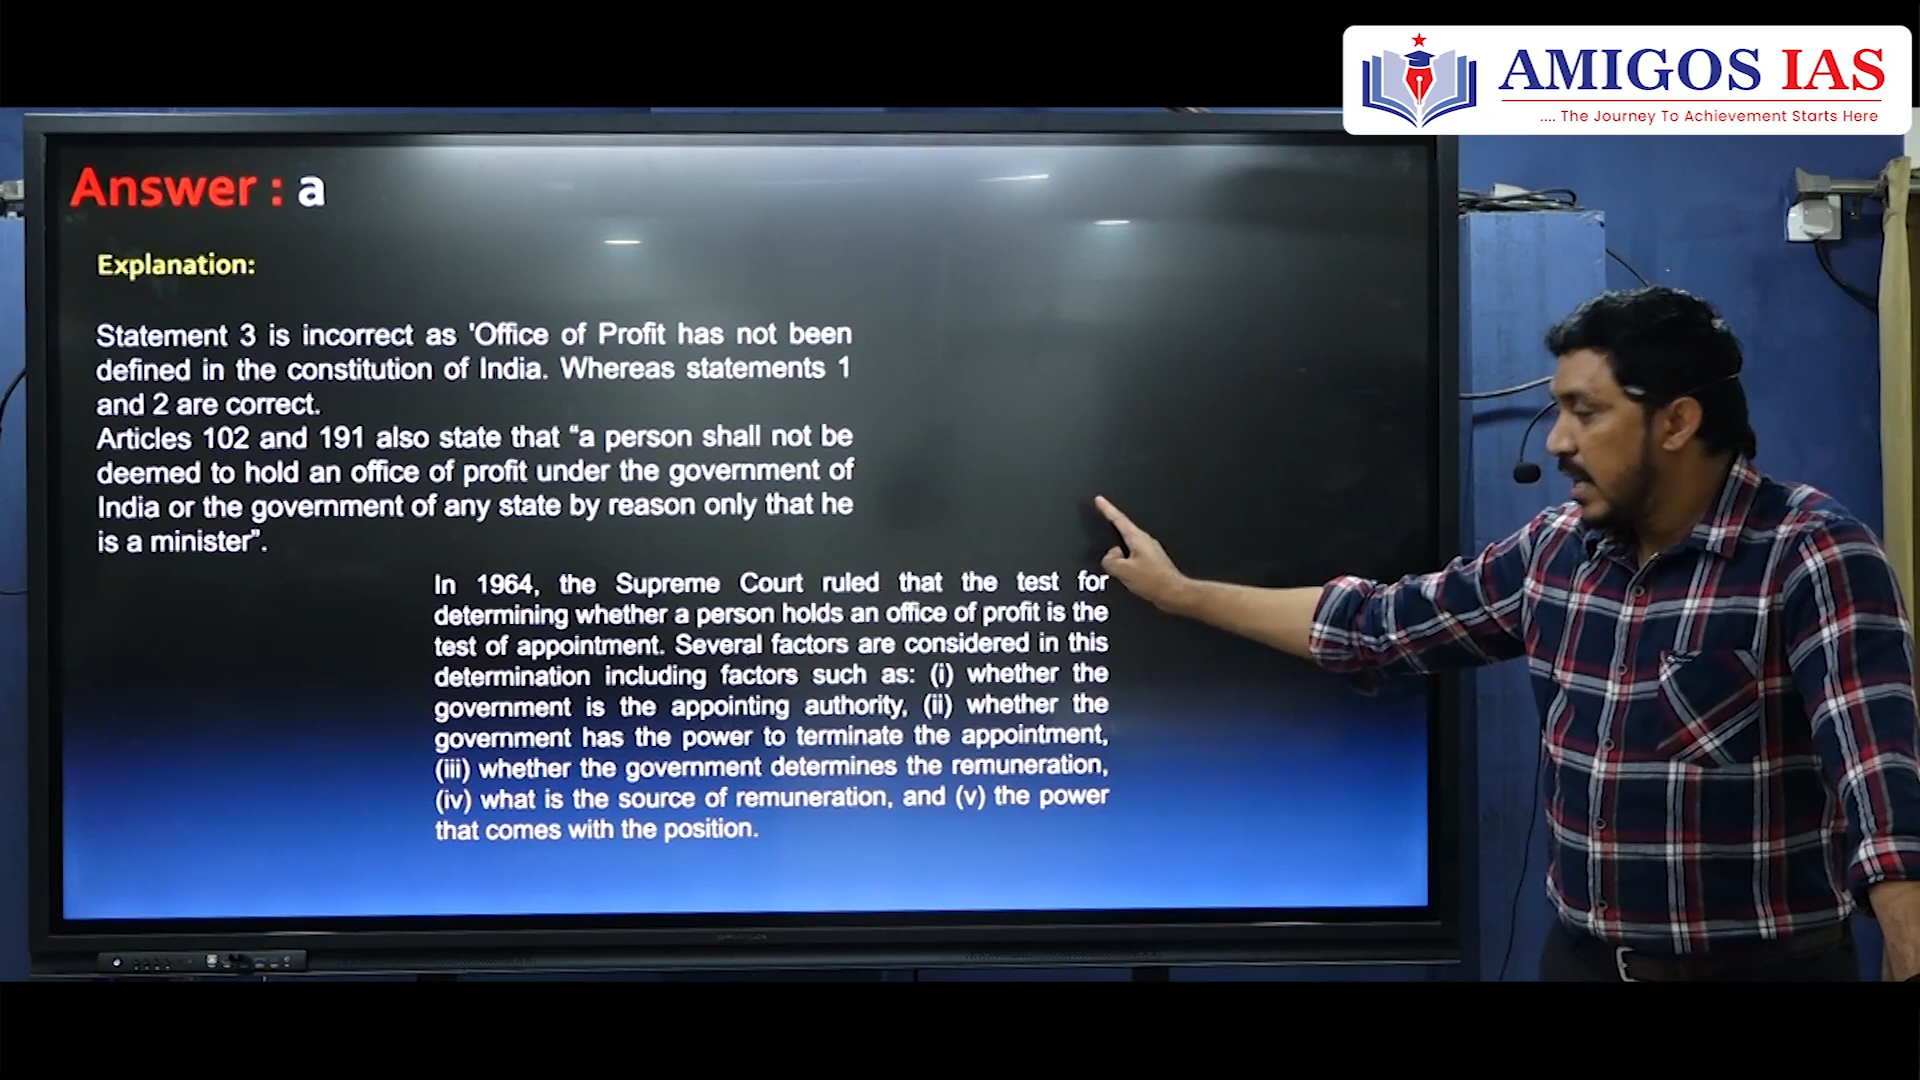 AMIGOS IAS
.... The Journey To Achievement Starts Here
Answer : a
Explanation:
Statement 3 is incorrect as 'Office of Profit has not been
defined in the constitution of India. Whereas statements 1
and 2 are correct.
Articles 102 and 191 also state that “a person shall not be
deemed to hold an office of profit under the government of
India or the government of any state by reason only that he
is a minister”.
In 1964, the Supreme Court ruled that the test for
determining whether a person holds an office of profit is the
test of appointment. Several factors are considered in this
determination including factors such as: (i) whether the
government is the appointing authority, (ii) whether the
government has the power to terminate the appointment,
(iii) whether the government determines the remuneration,
(iv) what is the source of remuneration, and (v) the power
that comes with the position.